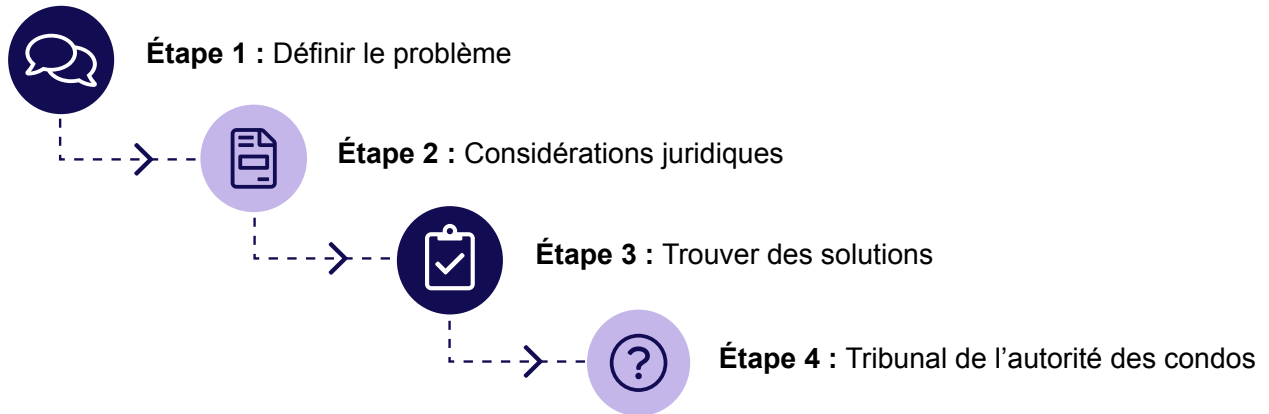 Étape 1 : Définir le problème
Étape 2 : Considérations juridiques
Étape 3 : Trouver des solutions
?
Étape 4 : Tribunal de l’autorité des condos